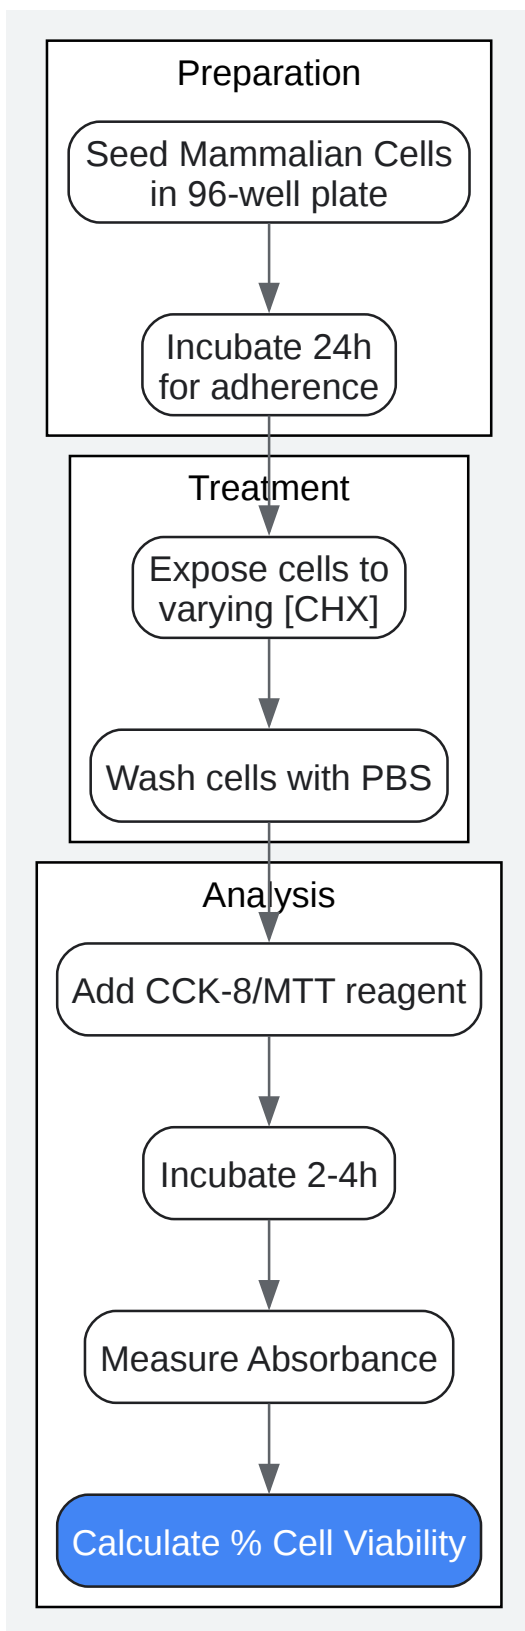 Preparation
Seed Mammalian Cells
in 96-well plate
Incubate 24h
for adherence
Treatment
Expose cells to
varying [CHX]
Wash cells with PBS
Analysis
Add CCK-8/MTT reagent
Incubate 2-4h
Measure Absorbance
Calculate % Cell Viability